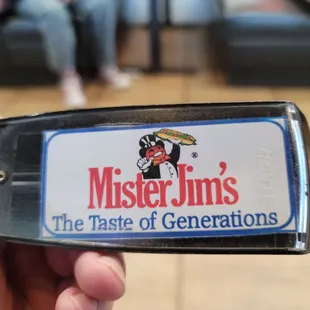 ®
Mister Jim's
The Taste of Generations